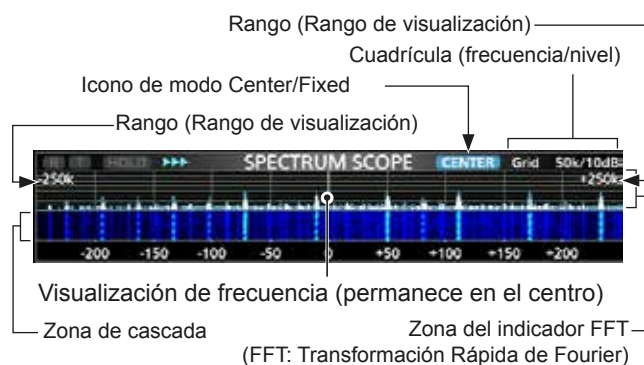 Rango (Rango de visualización)
Cuadrícula (frecuencia/nivel)
Icono de modo Center/Fixed
Rango (Rango de visualización)
HOLD SPECTRUM SCOPE CENTER Grid 50k/10dB
-250k +250k
-200 -150 -100 -50 0 +50 +100 +150 +200
Visualización de frecuencia (permanece en el centro)
Zona de cascada
Zona del indicador FFT
(FFT: Transformación Rápida de Fourier)